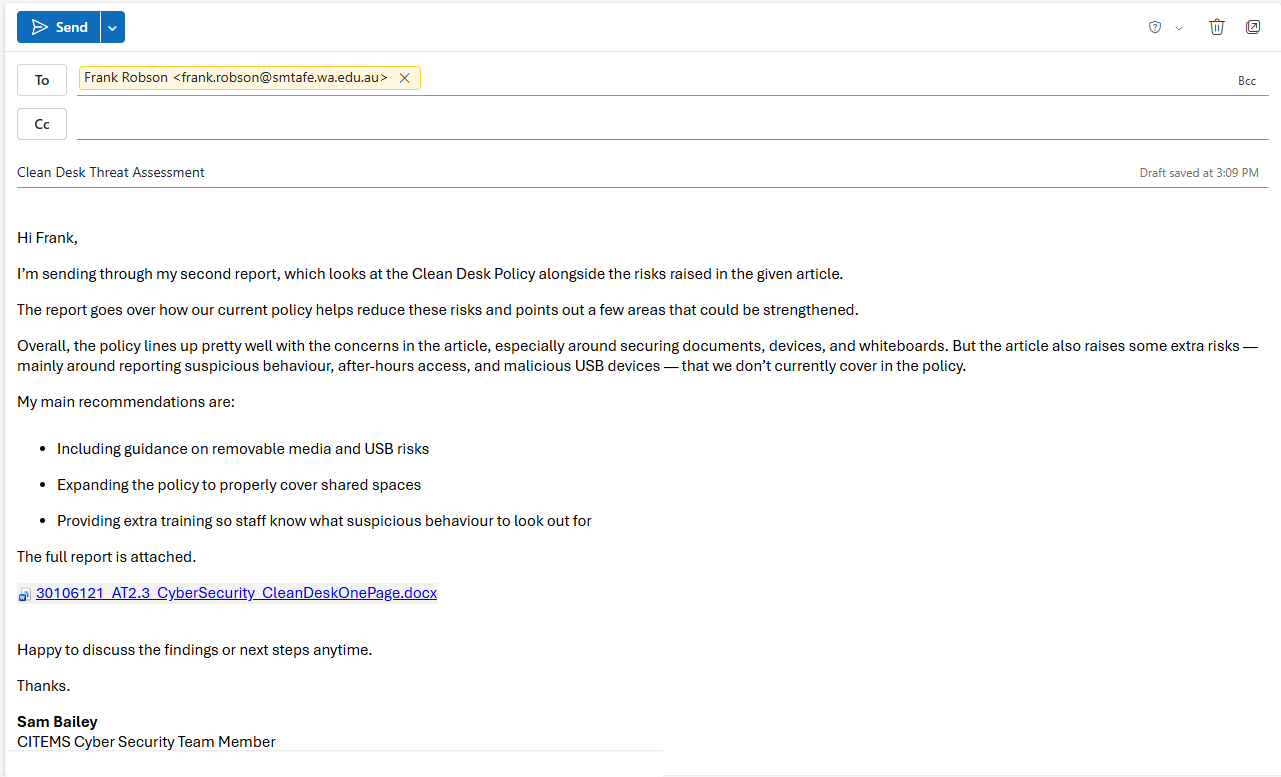 Send
To
Frank Robson <frank.robson@smtafe.wa.edu.au>
Bcc
Cc
Clean Desk Threat Assessment
Draft saved at 3:09 PM
Hi Frank,
I’m sending through my second report, which looks at the Clean Desk Policy alongside the risks raised in the given article.
The report goes over how our current policy helps reduce these risks and points out a few areas that could be strengthened.
Overall, the policy lines up pretty well with the concerns in the article, especially around securing documents, devices, and whiteboards. But the article also raises some extra risks —
mainly around reporting suspicious behaviour, after-hours access, and malicious USB devices — that we don’t currently cover in the policy.
My main recommendations are:
• Including guidance on removable media and USB risks
• Expanding the policy to properly cover shared spaces
• Providing extra training so staff know what suspicious behaviour to look out for
The full report is attached.
30106121_AT2.3_CyberSecurity_CleanDeskOnePage.docx
Happy to discuss the findings or next steps anytime.
Thanks.
Sam Bailey
CITEMS Cyber Security Team Member